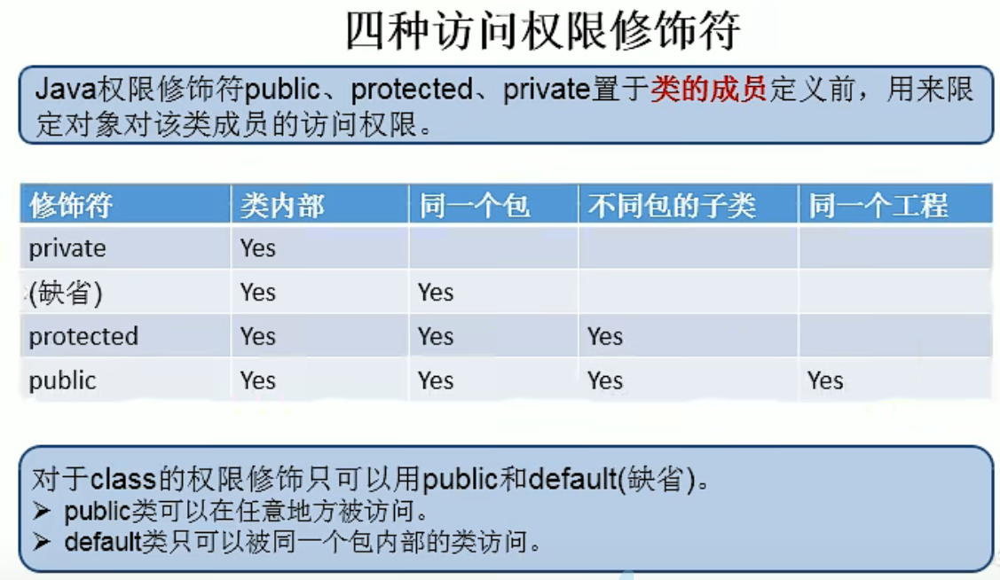 四种访问权限修饰符
Java权限修饰符public、protected、private置于类的成员定义前，用来限
定对象对该类成员的访问权限。
修饰符 类内部 同一个包 不同包的子类 同一个工程
private Yes
(缺省) Yes Yes
protected Yes Yes Yes
public Yes Yes Yes Yes
对于class的权限修饰只可以用public和default(缺省)。
➢ public类可以在任意地方被访问。
➢ default类只可以被同一个包内部的类访问。